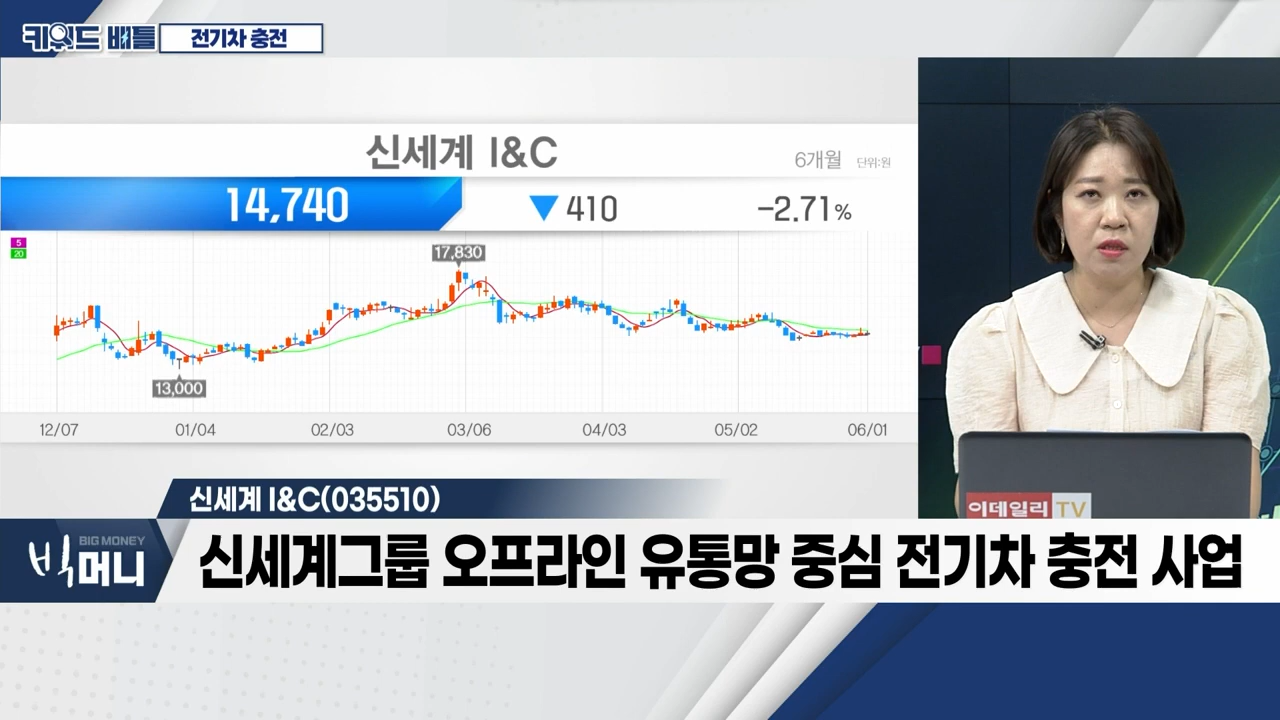 키워드 배틀
전기차 충전
신세계 I&C
6개월 단위:원
14,740
▼ 410
-2.71%
5
20
17,830
13,000
12/07
01/04
02/03
03/06
04/03
05/02
06/01
이데일리 TV
신세계 I&C(035510)
BIG MONEY
빅머니
신세계그룹 오프라인 유통망 중심 전기차 충전 사업